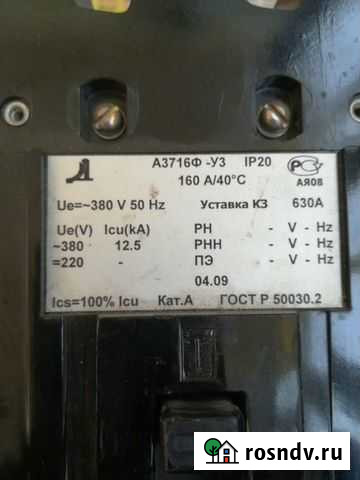 А3716Ф -У3 IP20 РСТ
160 А/40°С АЯ08
Ue=~380 V 50 Hz Уставка КЗ 630А
Ue(V) Icu(kA) РН - V - Hz
~380 12.5 РНН - V - Hz
=220 - ПЭ - V - Hz
04.09
Ics=100% Icu Кат.А ГОСТ Р 50030.2
rosndv.ru